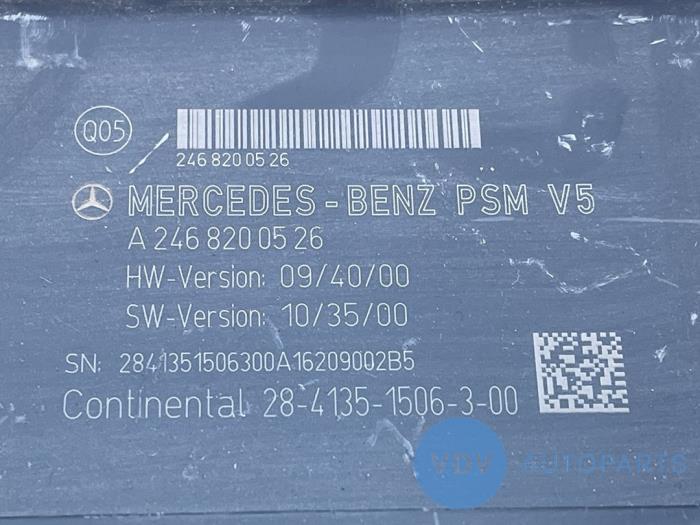 Q05
246 820 05 26
MERCEDES-BENZ PSM V5
A 246 820 05 26
HW-Version: 09/40/00
SW-Version: 10/35/00
SN: 2841351506300A16209002B5
Continental 28-4135-1506-3-00
VDV AUTOPARTS